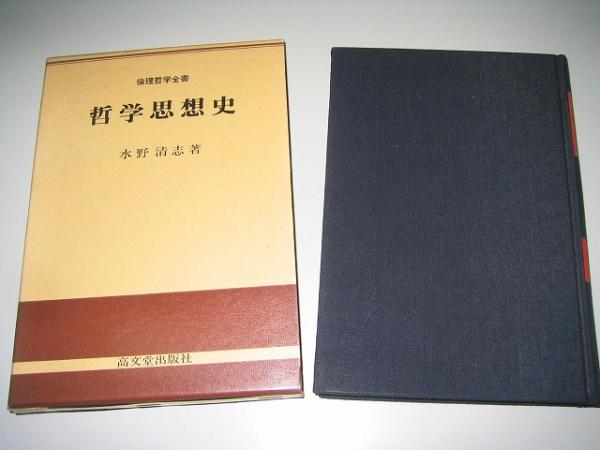 倫理哲学全書
哲学思想史
水野清志著
高文堂出版社